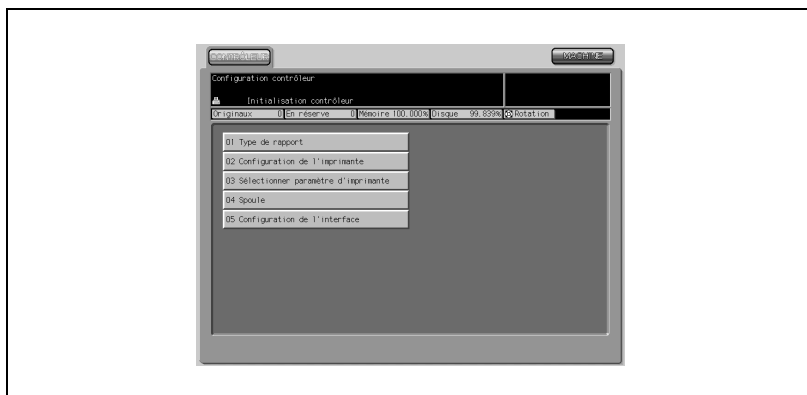 CONTRÔLEUR
MACHINE
Configuration contrôleur
Initialisation contrôleur
Originaux 0 En réserve 0 Mémoire 100.000% Disque 99.839% Rotation
01 Type de rapport
02 Configuration de l'imprimante
03 Sélectionner paramètre d'imprimante
04 Spoule
05 Configuration de l'interface